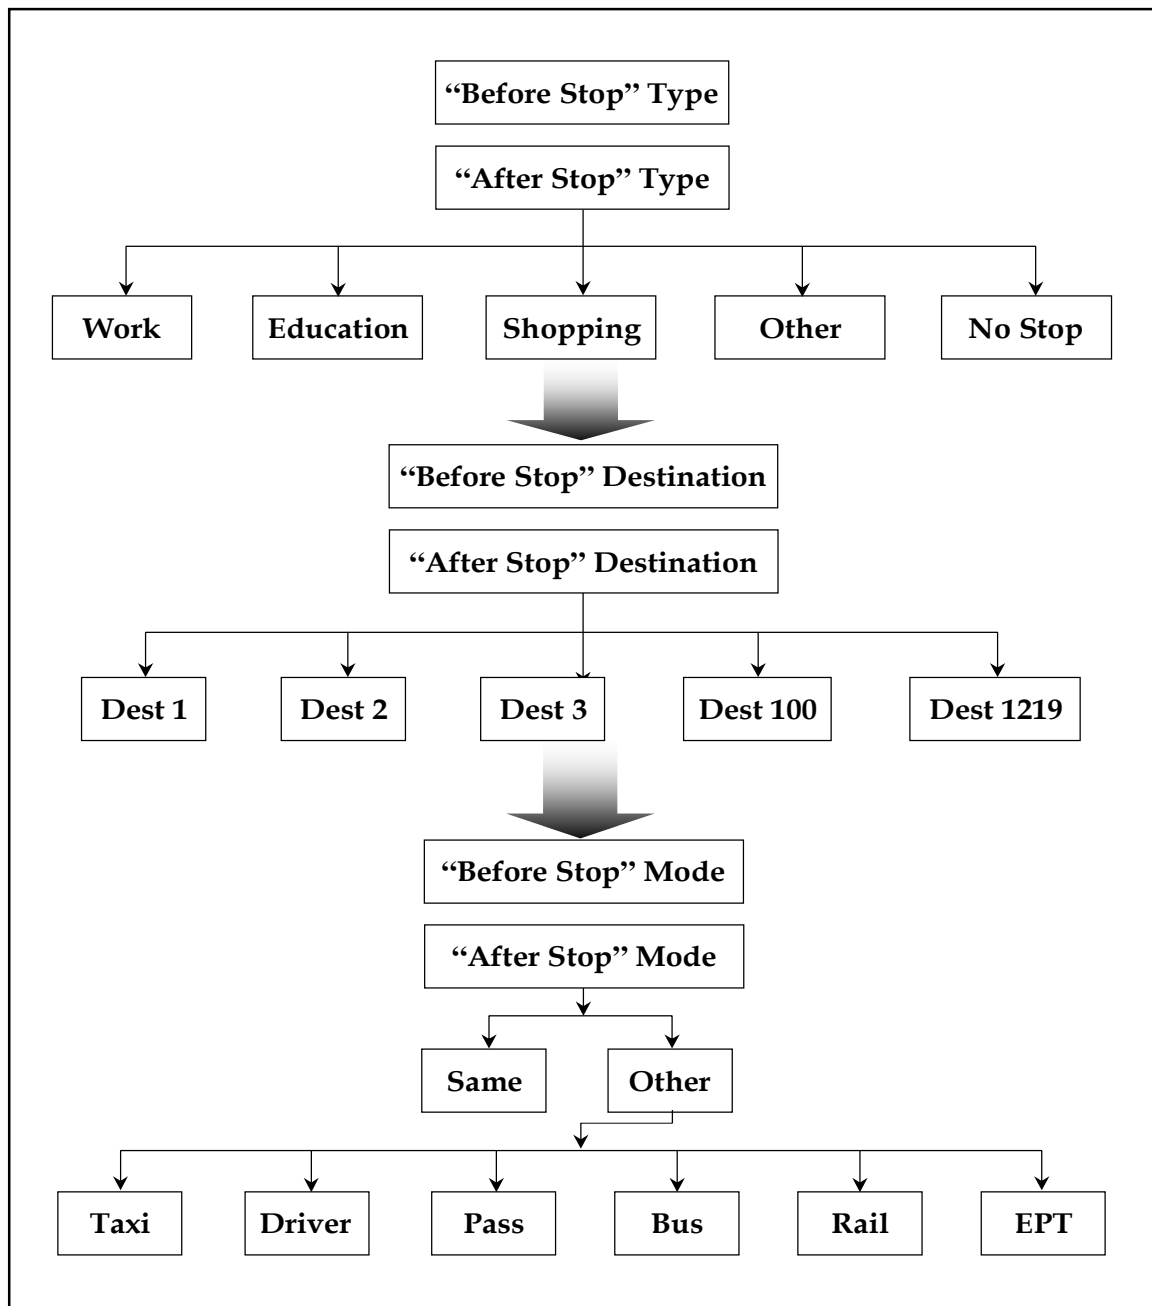 “Before Stop” Type
“After Stop” Type
Work Education Shopping Other No Stop
“Before Stop” Destination
“After Stop” Destination
Dest 1 Dest 2 Dest 3 Dest 100 Dest 1219
“Before Stop” Mode
“After Stop” Mode
Same Other
Taxi Driver Pass Bus Rail EPT